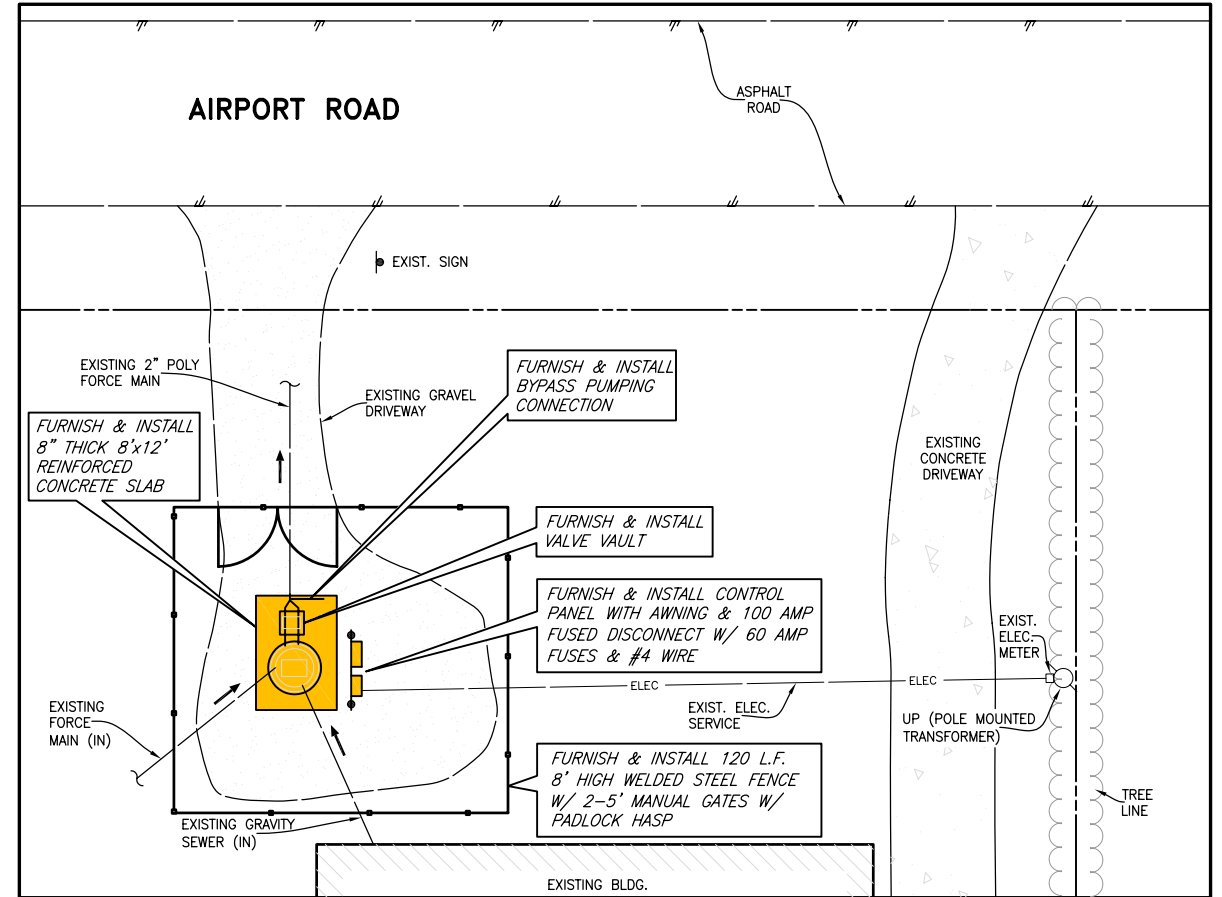 AIRPORT ROAD
ASPHALT
ROAD
EXIST. SIGN
EXISTING 2" POLY
FORCE MAIN
EXISTING GRAVEL
DRIVEWAY
FURNISH & INSTALL
BYPASS PUMPING
CONNECTION
FURNISH & INSTALL
8" THICK 8'x12'
REINFORCED
CONCRETE SLAB
EXISTING
CONCRETE
DRIVEWAY
FURNISH & INSTALL
VALVE VAULT
FURNISH & INSTALL CONTROL
PANEL WITH AWNING & 100 AMP
FUSED DISCONNECT W/ 60 AMP
FUSES & #4 WIRE
EXIST.
ELEC.
METER
ELEC
ELEC
EXIST. ELEC.
SERVICE
UP (POLE MOUNTED
TRANSFORMER)
EXISTING
FORCE
MAIN (IN)
FURNISH & INSTALL 120 L.F.
8' HIGH WELDED STEEL FENCE
W/ 2-5' MANUAL GATES W/
PADLOCK HASP
TREE
LINE
EXISTING GRAVITY
SEWER (IN)
EXISTING BLDG.